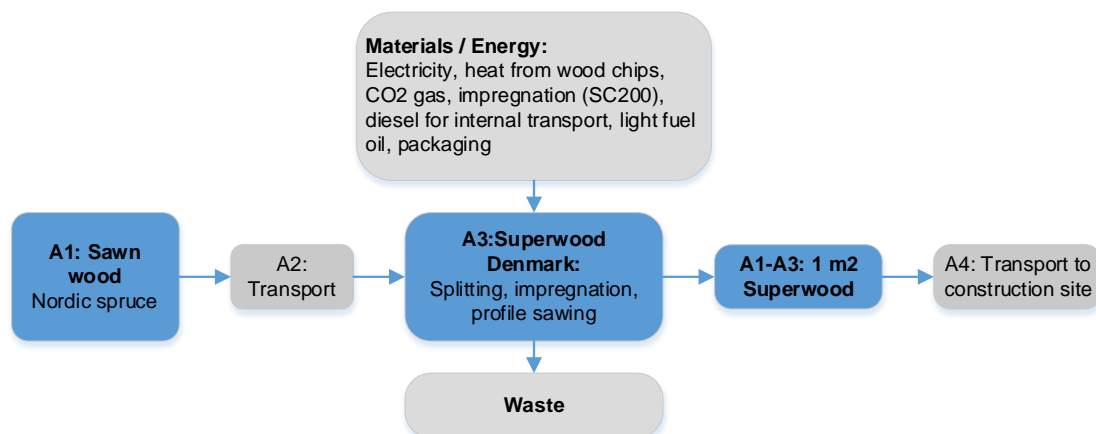 Materials / Energy:
Electricity, heat from wood chips,
CO2 gas, impregnation (SC200),
diesel for internal transport, light fuel
oil, packaging
A1: Sawn
wood
Nordic spruce
A2:
Transport
A3:Superwood
Denmark:
Splitting, impregnation,
profile sawing
A1-A3: 1 m2
Superwood
A4: Transport to
construction site
Waste